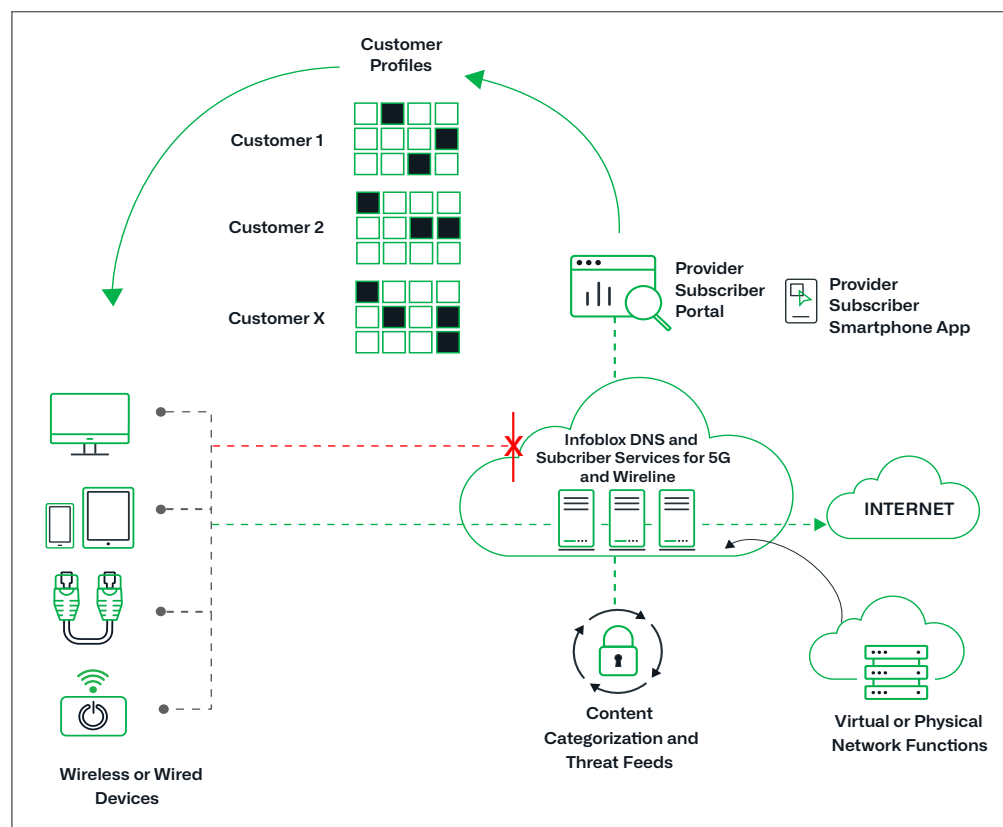 Customer
Profiles
Customer 1
Customer 2
Customer X
Provider
Subscriber
Portal
Provider
Subscriber
Smartphone App
X
Infoblox DNS and
Subcriber Services for 5G
and Wireline
INTERNET
Content
Categorization and
Threat Feeds
Virtual or Physical
Network Functions
Wireless or Wired
Devices